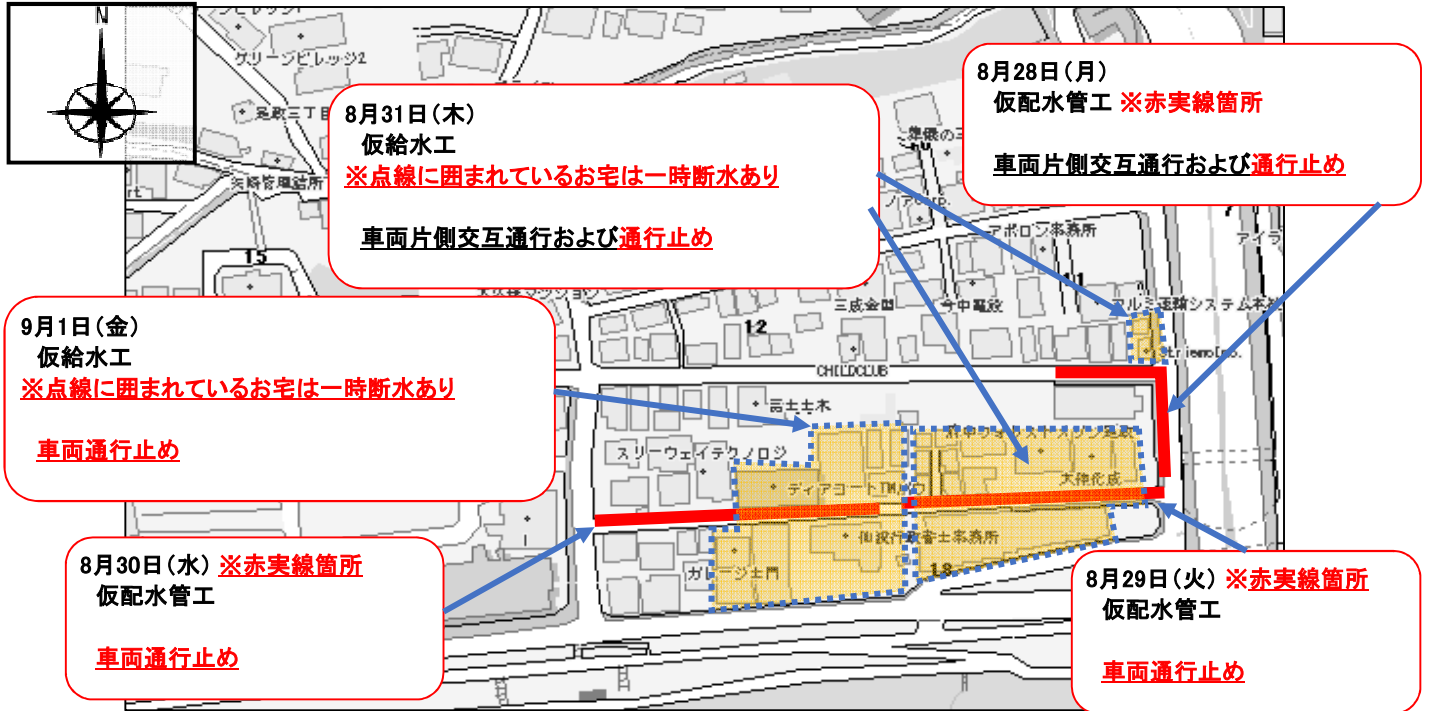 N
グリーンビレッジ2
8月28日(月)
仮配水管工 ※赤実線箇所
車両片側交互通行および通行止め
8月31日(木)
仮給水工
※点線に囲まれているお宅は一時断水あり
車両片側交互通行および通行止め
アポロン事務所
15
11
三成金型
今中電設
12
9月1日(金)
仮給水工
※点線に囲まれているお宅は一時断水あり
車両通行止め
CHILDCLUB
冨士土木
スリーウェイテクノロジ
ディアコートTM
大伸化成
ガレージ土門
18
8月30日(水) ※赤実線箇所
仮配水管工
車両通行止め
8月29日(火) ※赤実線箇所
仮配水管工
車両通行止め